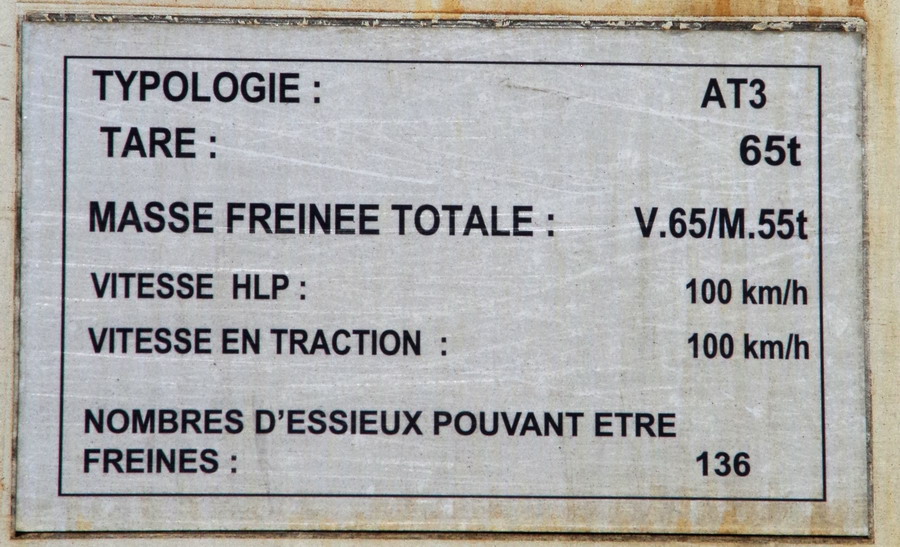 TYPOLOGIE : AT3
TARE : 65t
MASSE FREINEE TOTALE : V.65/M.55t
VITESSE HLP : 100 km/h
VITESSE EN TRACTION : 100 km/h
NOMBRES D’ESSIEUX POUVANT ETRE
FREINES : 136